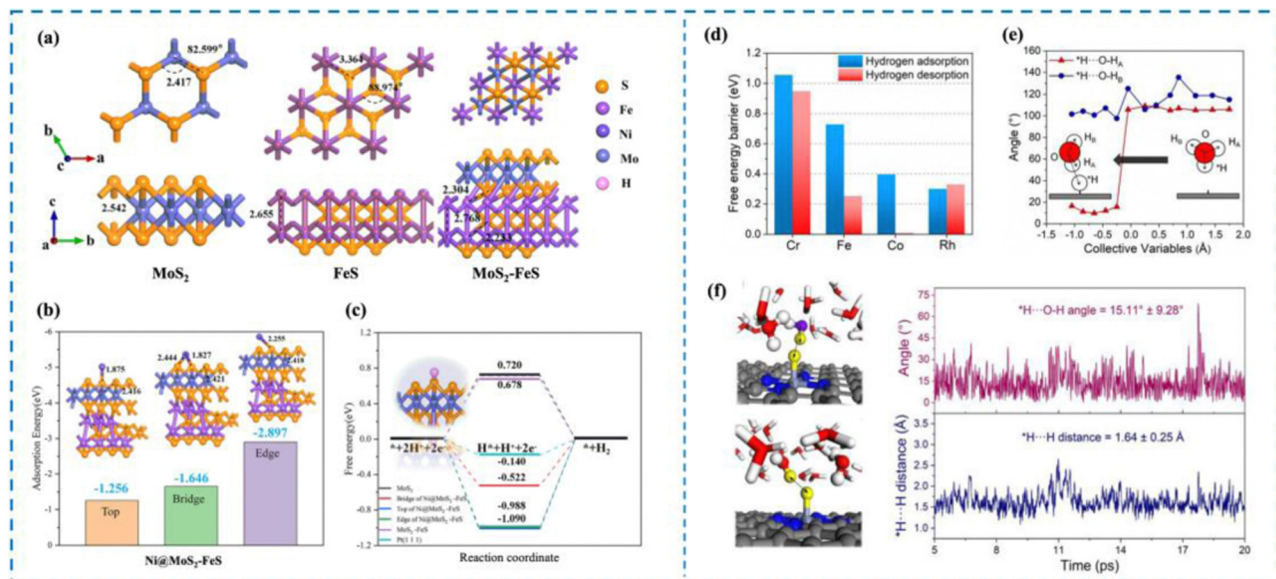 (a)
82.599°
2.417
3.364
88.974°
S
Fe
Ni
Mo
H
b
c
a
2.542
2.655
2.304
2.768
c
a
b
MoS2
FeS
MoS2-FeS
(b)
Adsorption Energy(eV)
-6
-5
-4
-3
-2
-1
0
1.875
2.416
2.444
1.827
2.421
2.255
2.418
-1.256
-1.646
-2.897
Top
Bridge
Edge
Ni@MoS2-FeS
(c)
Free energy(eV)
1.2
0.8
0.4
0.0
-0.4
-0.8
-1.2
0.720
0.678
*+2H++2e-
H*+H++2e-
*+H2
-0.140
-0.522
-0.988
-1.090
MoS2
Bridge of Ni@MoS2-FeS
Top of Ni@MoS2-FeS
Edge of Ni@MoS2-FeS
MoS2-FeS
Pt(1 1 1)
Reaction coordinate
(d)
Free energy barrier (eV)
1.2
1.0
0.8
0.6
0.4
0.2
0.0
Hydrogen adsorption
Hydrogen desorption
Cr
Fe
Co
Rh
(e)
Angle (°)
160
140
120
100
80
60
40
20
0
*H···O-HA
*H···O-HB
HB
O
HA
*H
O
HB
HA
*H
-1.5
-1.0
-0.5
0.0
0.5
1.0
1.5
2.0
Collective Variables (Å)
(f)
Angle (°)
75
60
45
30
15
0
*H···O-H angle = 15.11° ± 9.28°
*H···H distance (Å)
4.0
3.5
3.0
2.5
2.0
1.5
1.0
*H···H distance = 1.64 ± 0.25 Å
5
8
11
14
17
20
Time (ps)